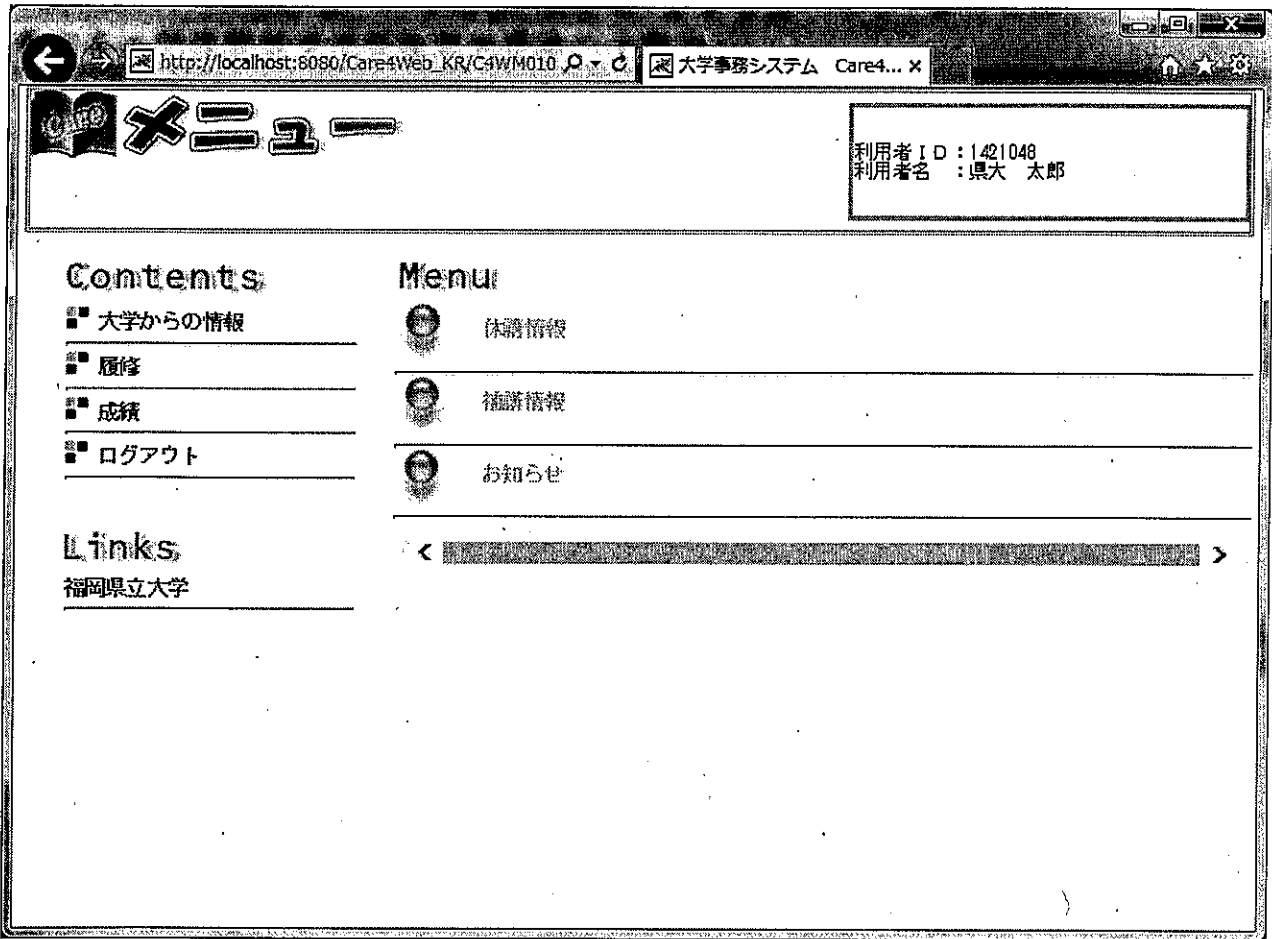 http://localhost:8080/Care4Web_KR/C4WM010
大学事務システム Care4...
メニュー
利用者ID:1421048
利用者名 :県大 太郎
Contents
大学からの情報
履修
成績
ログアウト
Links
福岡県立大学
Menu
休講情報
補講情報
お知らせ